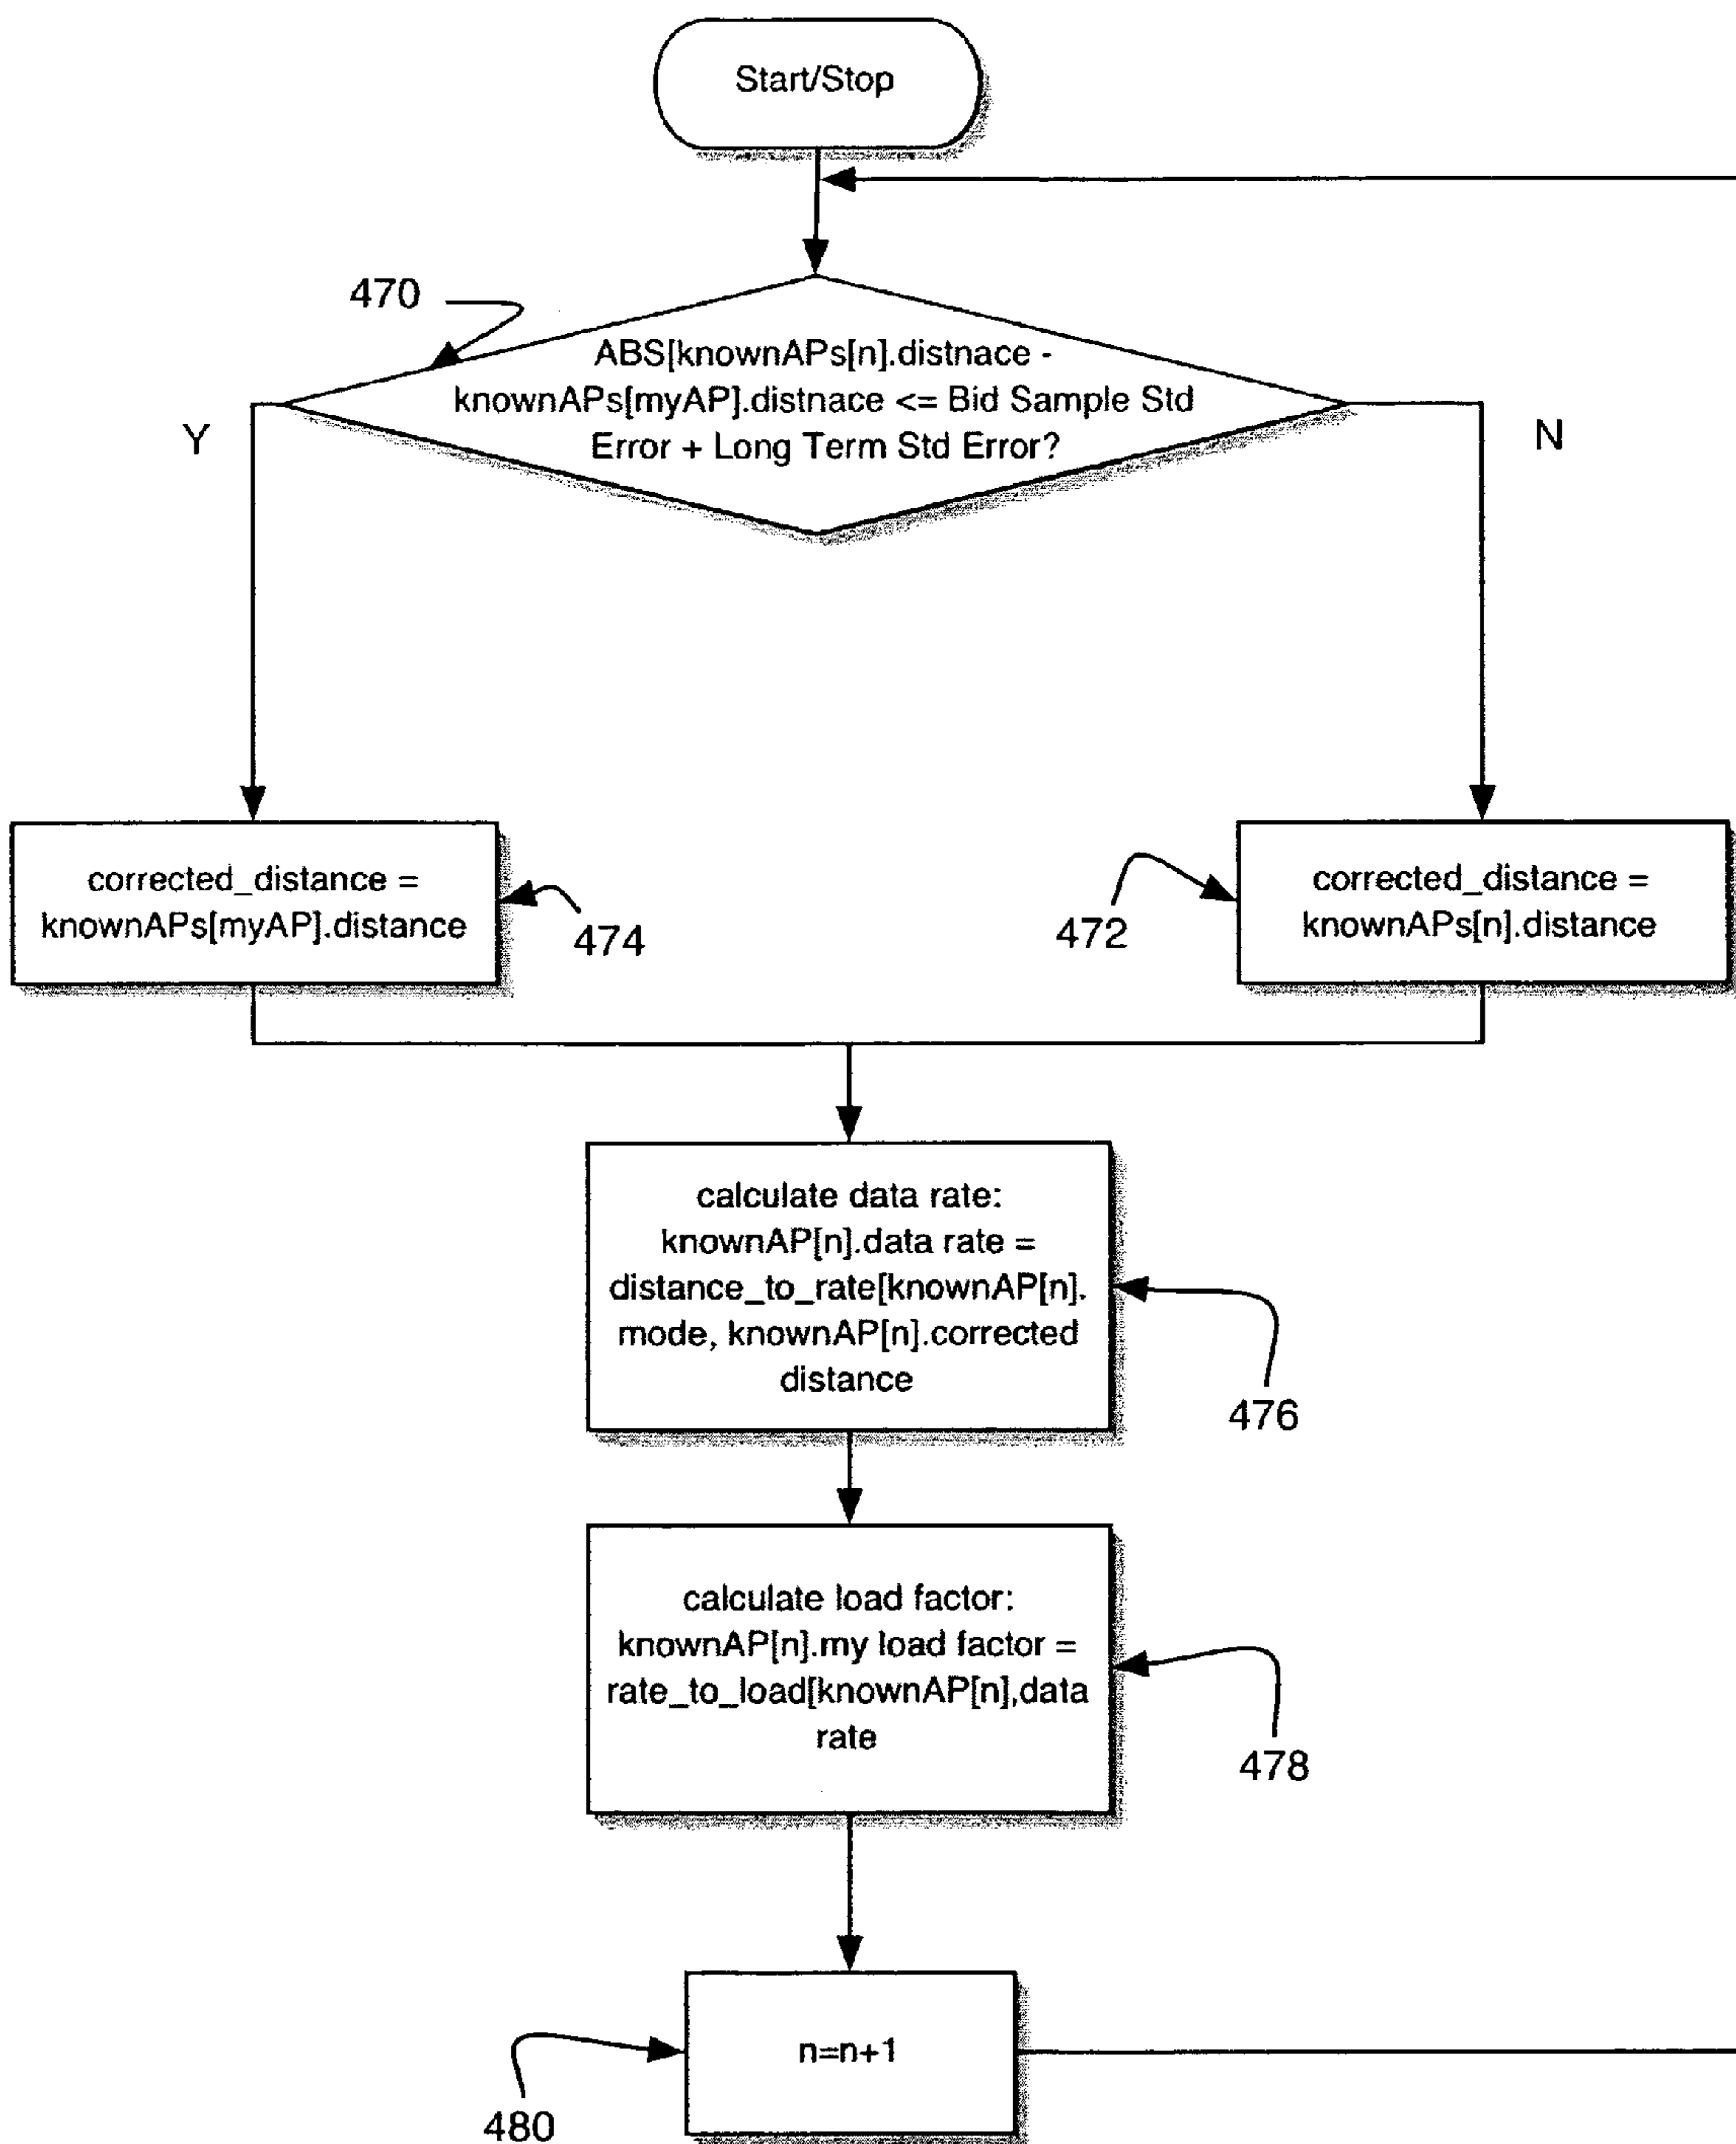 Start/Stop
470
ABS[knownAPs[n].distnace -
knownAPs[myAP].distnace <= Bid Sample Std
Error + Long Term Std Error?
Y
N
corrected_distance =
knownAPs[myAP].distance
474
472
corrected_distance =
knownAPs[n].distance
calculate data rate:
knownAP[n].data rate =
distance_to_rate[knownAP[n].
mode, knownAP[n].corrected
distance
476
calculate load factor:
knownAP[n].my load factor =
rate_to_load[knownAP[n],data
rate
478
n=n+1
480